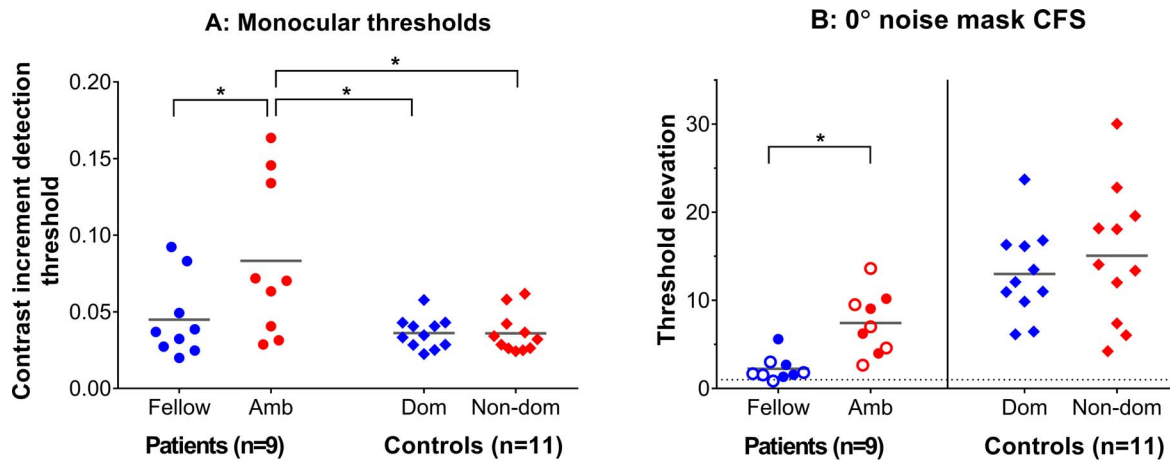 A: Monocular thresholds
Contrast increment detection
threshold
0.20
0.15
0.10
0.05
0.00
*
*
*
Fellow Amb Dom Non-dom
Patients (n=9) Controls (n=11)
B: 0° noise mask CFS
Threshold elevation
30
20
10
0
*
Fellow Amb Dom Non-dom
Patients (n=9) Controls (n=11)